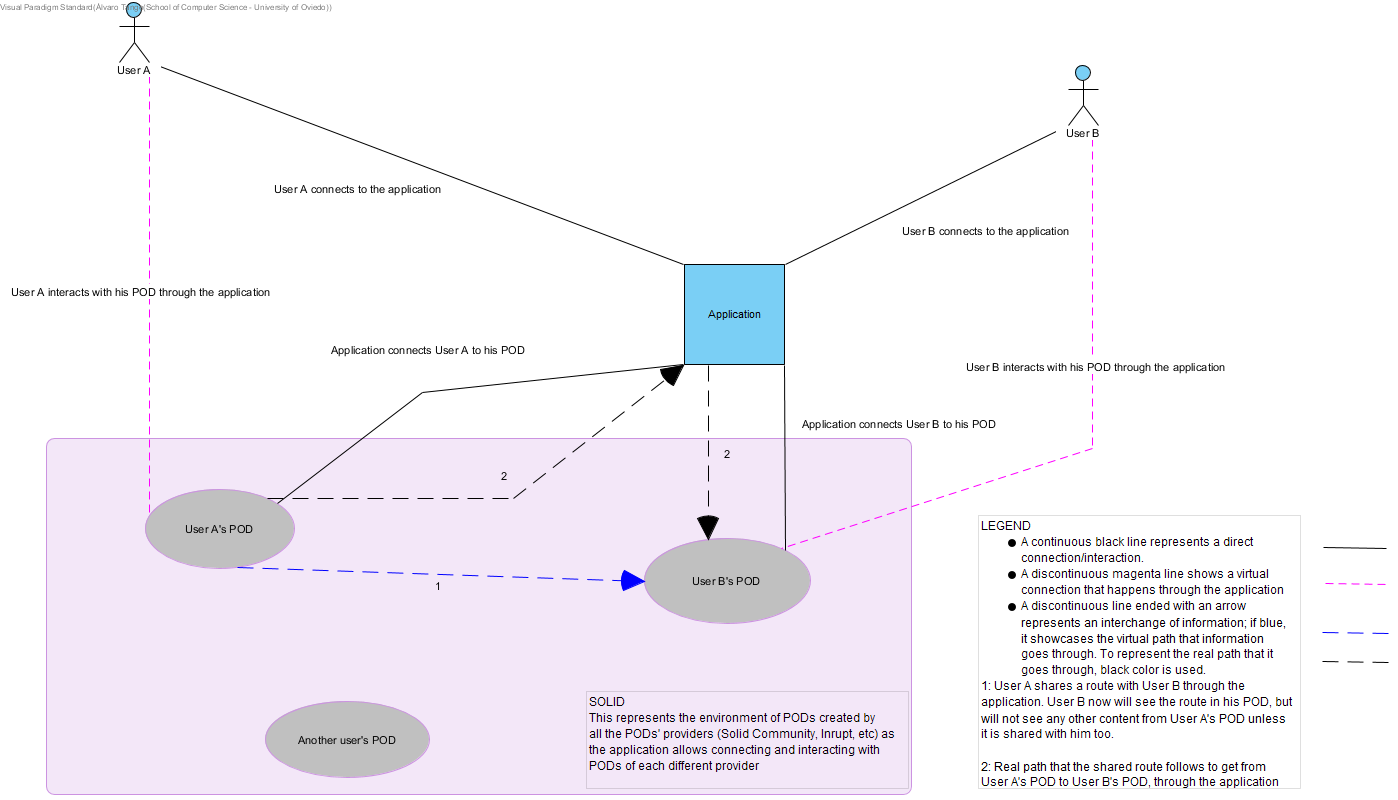 Visual Paradigm Standard(Álvaro (School of Computer Science - University of Oviedo))
User A
User B
User A connects to the application
User B connects to the application
User A interacts with his POD through the application
Application
Application connects User A to his POD
User B interacts with his POD through the application
Application connects User B to his POD
2
2
User A's POD
User B's POD
1
Another user's POD
SOLID
This represents the environment of PODs created by
all the PODs' providers (Solid Community, Inrupt, etc) as
the application allows connecting and interacting with
PODs of each different provider
LEGEND
● A continuous black line represents a direct
connection/interaction.
● A discontinuous magenta line shows a virtual
connection that happens through the application
● A discontinuous line ended with an arrow
represents an interchange of information; if blue,
it showcases the virtual path that information
goes through. To represent the real path that it
goes through, black color is used.
1: User A shares a route with User B through the
application. User B now will see the route in his POD, but
will not see any other content from User A's POD unless
it is shared with him too.
2: Real path that the shared route follows to get from
User A's POD to User B's POD, through the application